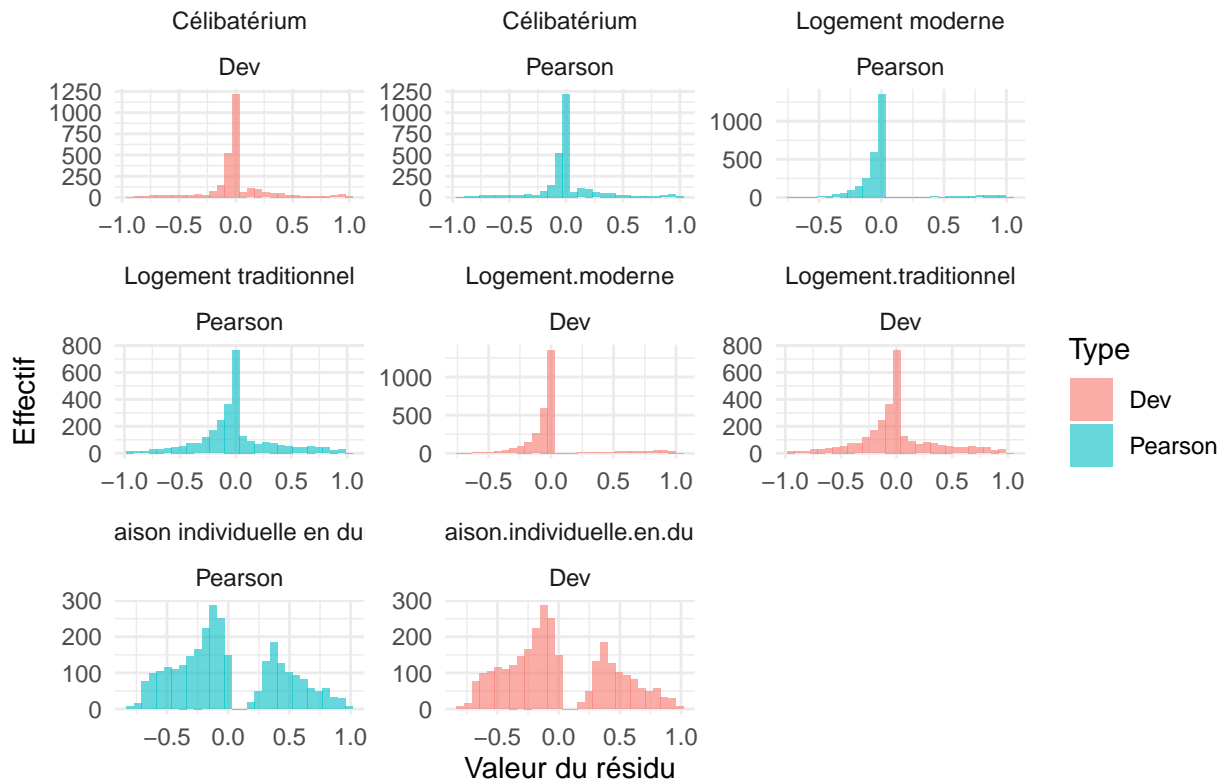 Célibatérium
Dev
1250
1000
750
500
250
0
−1.0 −0.5 0.0 0.5 1.0
Célibatérium
Pearson
1250
1000
750
500
250
0
−1.0 −0.5 0.0 0.5 1.0
Logement moderne
Pearson
1000
500
0
−0.5 0.0 0.5 1.0
Logement traditionnel
Pearson
800
600
400
200
0
−1.0 −0.5 0.0 0.5 1.0
Logement.moderne
Dev
1000
500
0
−0.5 0.0 0.5 1.0
Logement.traditionnel
Dev
800
600
400
200
0
−1.0 −0.5 0.0 0.5 1.0
aison individuelle en du
Pearson
300
200
100
0
−0.5 0.0 0.5 1.0
aison.individuelle.en.du
Dev
300
200
100
0
−0.5 0.0 0.5 1.0
Effectif
Valeur du résidu
Type
Dev
Pearson